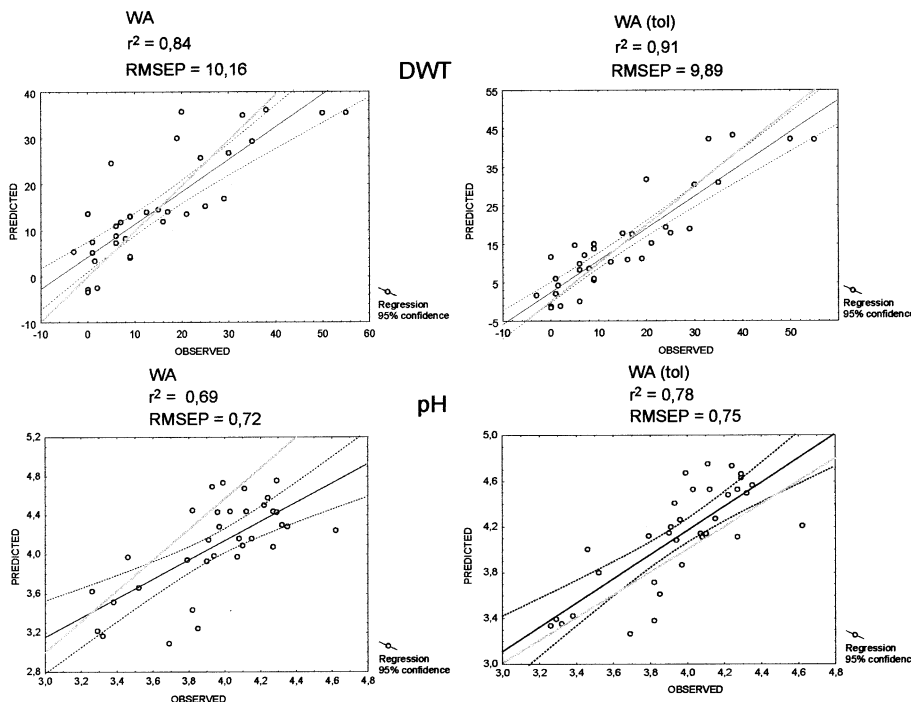 WA
r² = 0,84
RMSEP = 10,16
DWT
WA (tol)
r² = 0,91
RMSEP = 9,89
PREDICTED
40
30
20
10
0
-10
-10 0 10 20 30 40 50 60
OBSERVED
Regression
95% confidence
PREDICTED
55
45
35
25
15
5
-5
-10 0 10 20 30 40 50
OBSERVED
Regression
95% confidence
WA
r² = 0,69
RMSEP = 0,72
pH
WA (tol)
r² = 0,78
RMSEP = 0,75
PREDICTED
5,2
4,8
4,4
4,0
3,6
3,2
2,8
3,0 3,2 3,4 3,6 3,8 4,0 4,2 4,4 4,6 4,8
OBSERVED
Regression
95% confidence
PREDICTED
5,0
4,6
4,2
3,8
3,4
3,0
3,0 3,2 3,4 3,6 3,8 4,0 4,2 4,4 4,6 4,8
OBSERVED
Regression
95% confidence